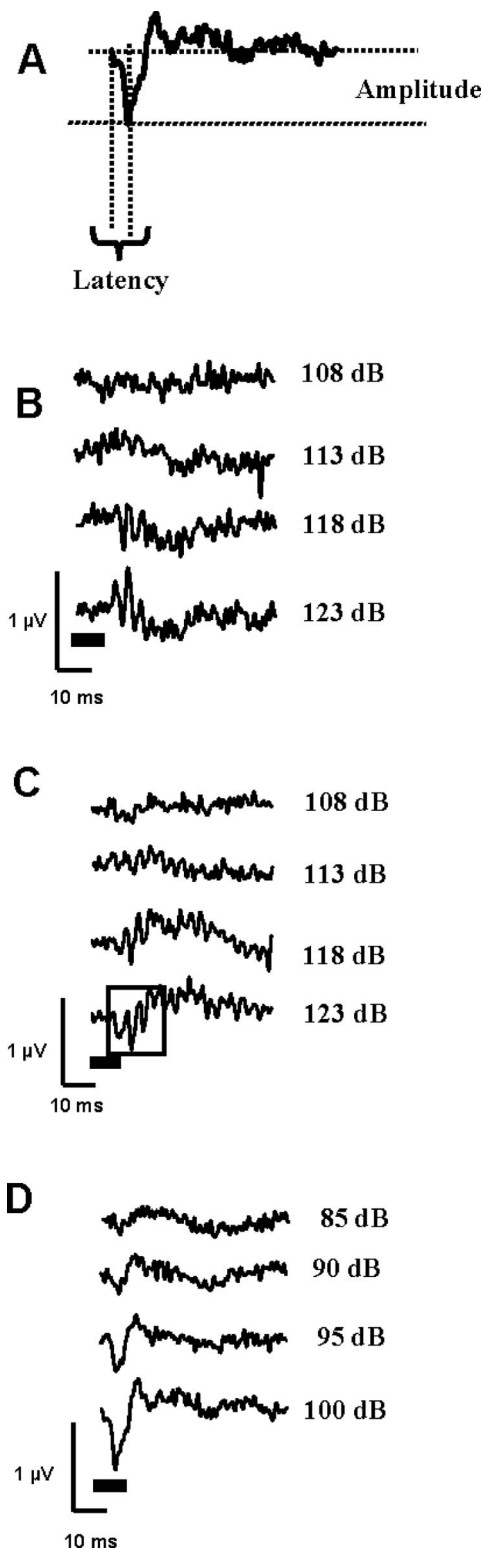 A
Amplitude
Latency
B
108 dB
113 dB
118 dB
123 dB
1 µV
10 ms
C
108 dB
113 dB
118 dB
123 dB
1 µV
10 ms
D
85 dB
90 dB
95 dB
100 dB
1 µV
10 ms